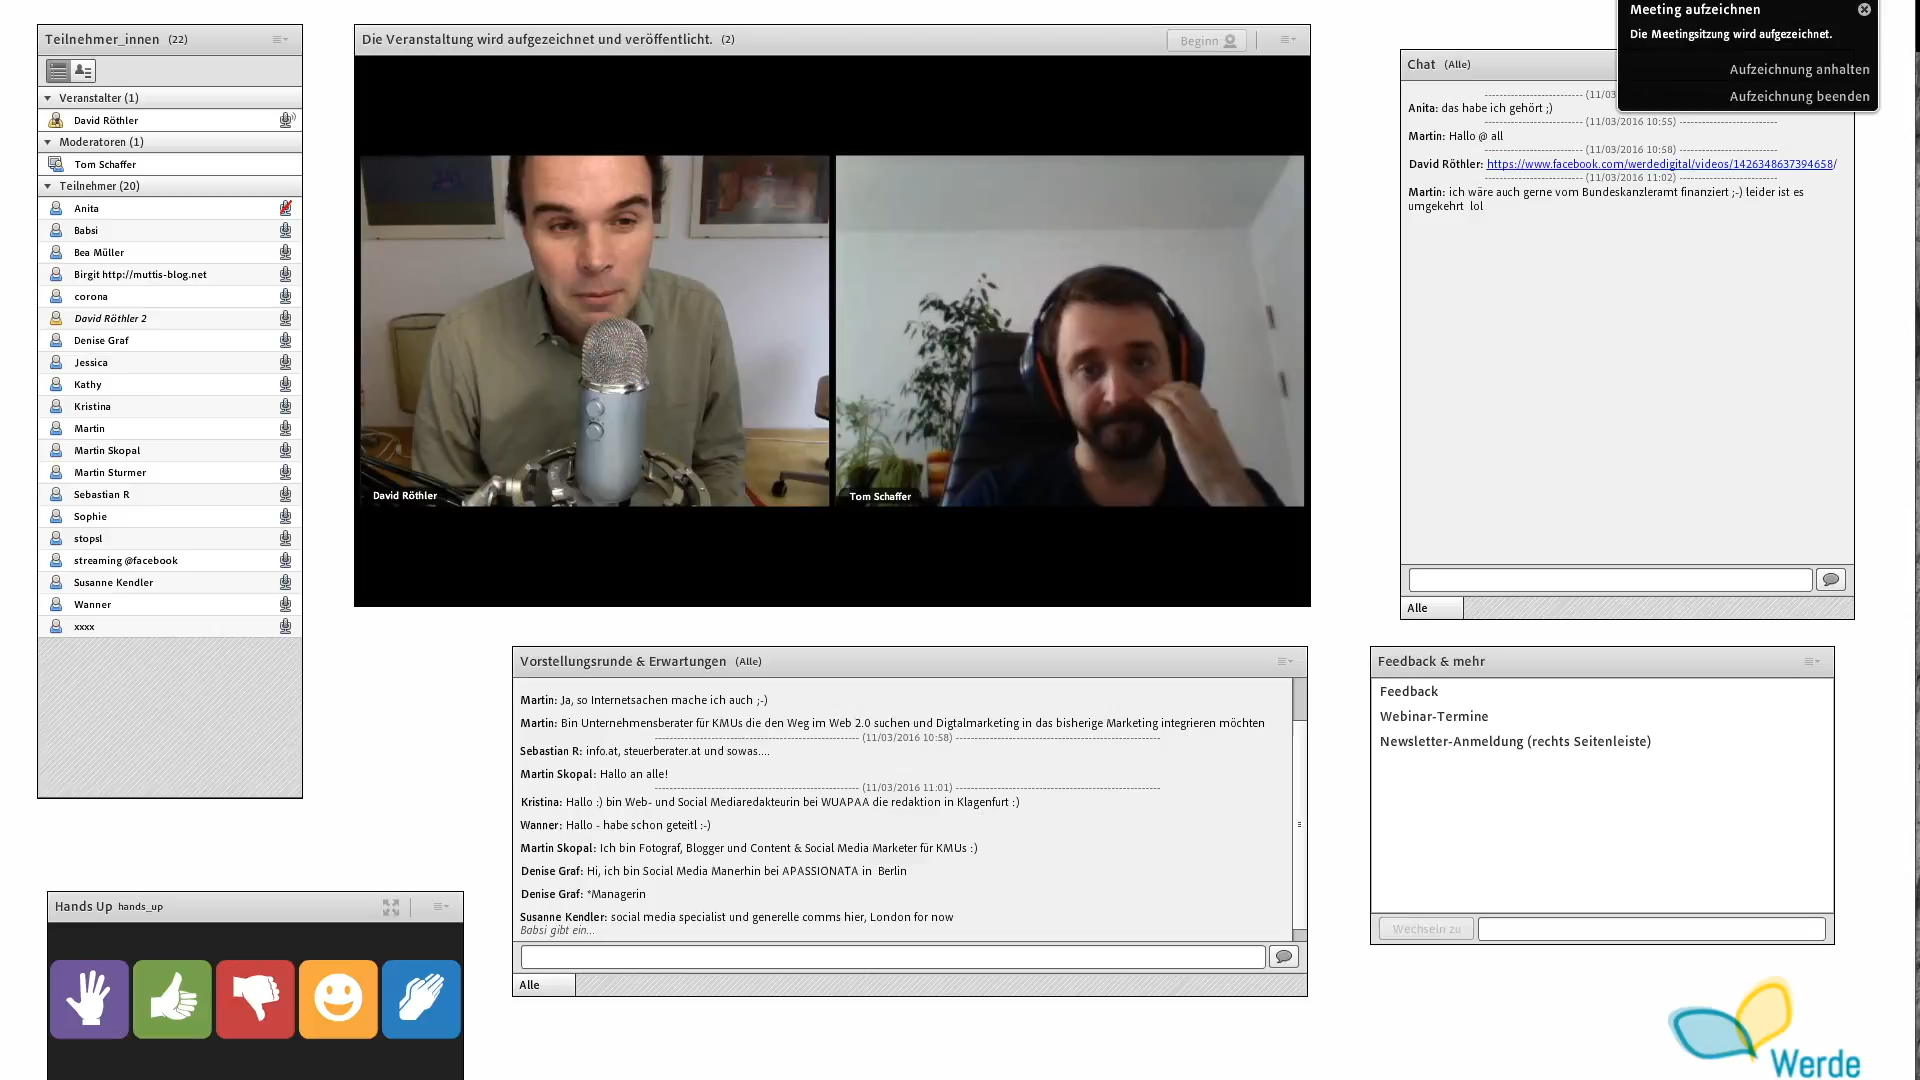 Teilnehmer_innen (22)
Veranstalter (1)
David Röthler
Moderatoren (1)
Tom Schaffer
Teilnehmer (20)
Anita
Babsi
Bea Müller
Birgit http://muttis-blog.net
corona
David Röthler 2
Denise Graf
Jessica
Kathy
Kristina
Martin
Martin Skopal
Martin Sturmer
Sebastian R
Sophie
stopsl
streaming @facebook
Susanne Kendler
Wanner
xxxx
Die Veranstaltung wird aufgezeichnet und veröffentlicht. (2)
Beginn
David Röthler
Tom Schaffer
Meeting aufzeichnen
Die Meetingsitzung wird aufgezeichnet.
Aufzeichnung anhalten
Aufzeichnung beenden
Chat (Alle)
------------------------ (11/03
Anita: das habe ich gehört ;)
------------------------ (11/03/2016 10:55) ------------------------
Martin: Hallo @ all
------------------------ (11/03/2016 10:58) ------------------------
David Röthler: https://www.facebook.com/werdedigital/videos/1426348637394658/
------------------------ (11/03/2016 11:02) ------------------------
Martin: ich wäre auch gerne vom Bundeskanzleramt finanziert ;-) leider ist es
umgekehrt lol
Alle
Vorstellungsrunde & Erwartungen (Alle)
Martin: Ja, so Internetsachen mache ich auch ;-)
Martin: Bin Unternehmensberater für KMUs die den Weg im Web 2.0 suchen und Digtalmarketing in das bisherige Marketing integrieren möchten
------------------------ (11/03/2016 10:58) ------------------------
Sebastian R: info.at, steuerberater.at und sowas....
Martin Skopal: Hallo an alle!
------------------------ (11/03/2016 11:01) ------------------------
Kristina: Hallo :) bin Web- und Social Mediaredakteurin bei WUAPAA die redaktion in Klagenfurt :)
Wanner: Hallo - habe schon geteitl :-)
Martin Skopal: Ich bin Fotograf, Blogger und Content & Social Media Marketer für KMUs :)
Denise Graf: Hi, ich bin Social Media Manerhin bei APASSIONATA in Berlin
Denise Graf: *Managerin
Susanne Kendler: social media specialist und generelle comms hier, London for now
Babsi gibt ein...
Alle
Feedback & mehr
Feedback
Webinar-Termine
Newsletter-Anmeldung (rechts Seitenleiste)
Wechseln zu
Hands Up hands_up
Werde